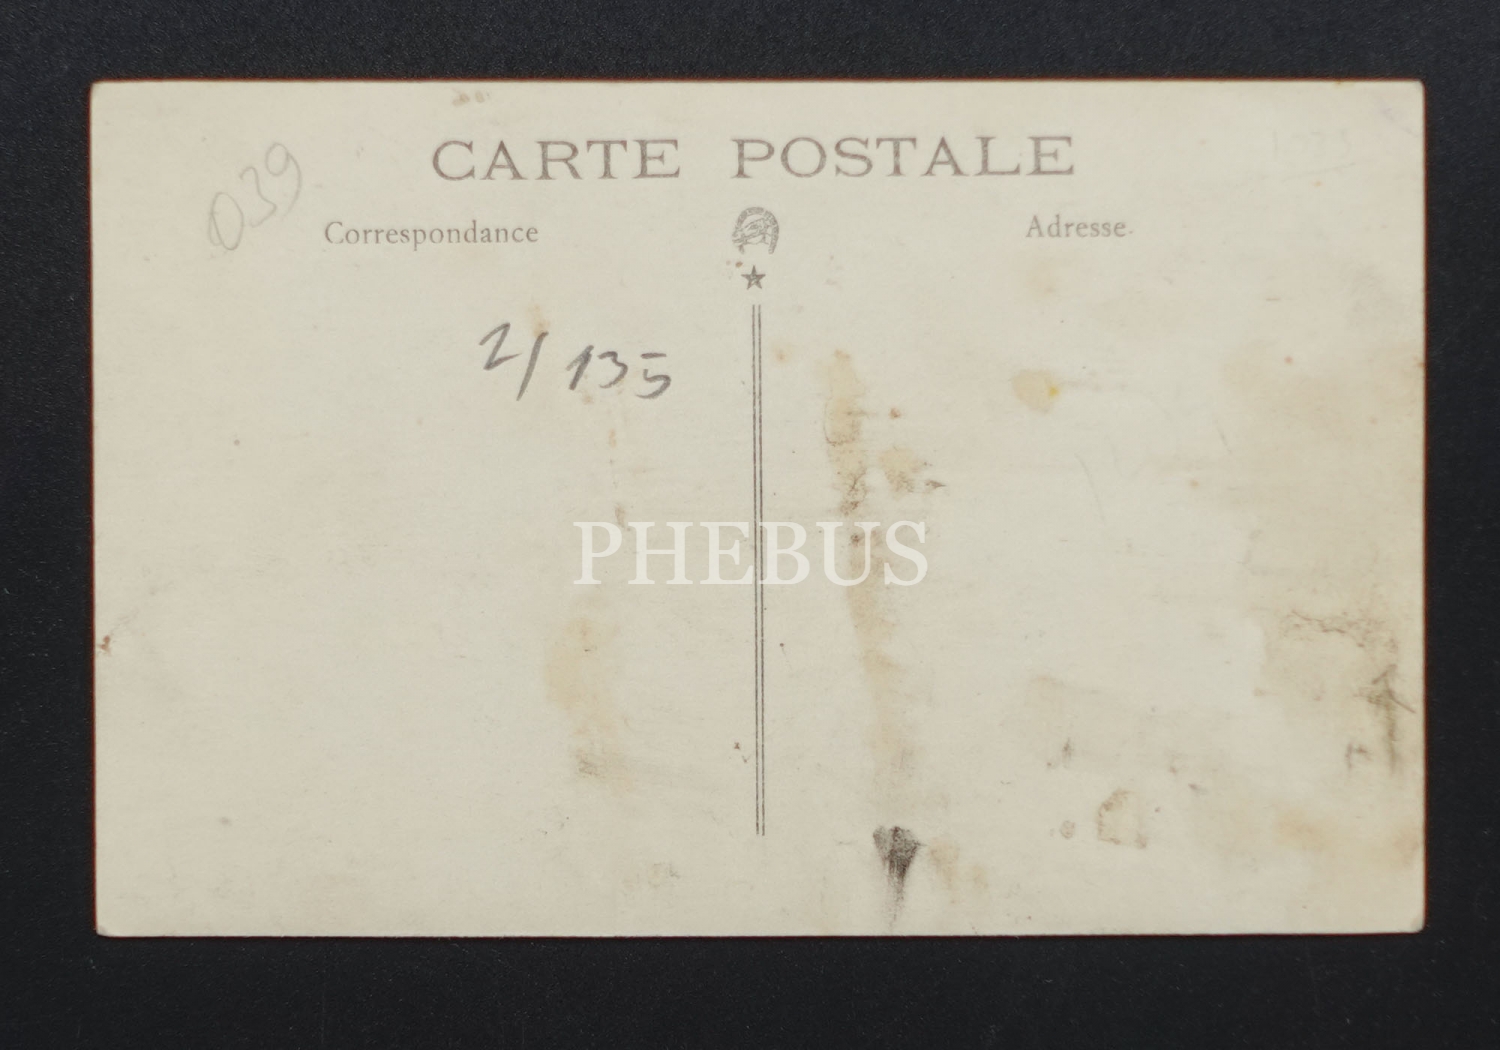 CARTE POSTALE
039
Correspondance
Adresse
2/135
PHEBUS